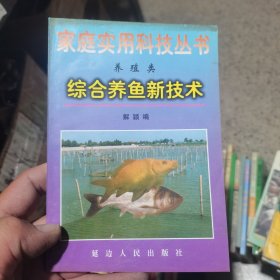 家庭实用科技丛书
养殖类
综合养鱼新技术
解颖编
延边人民出版社